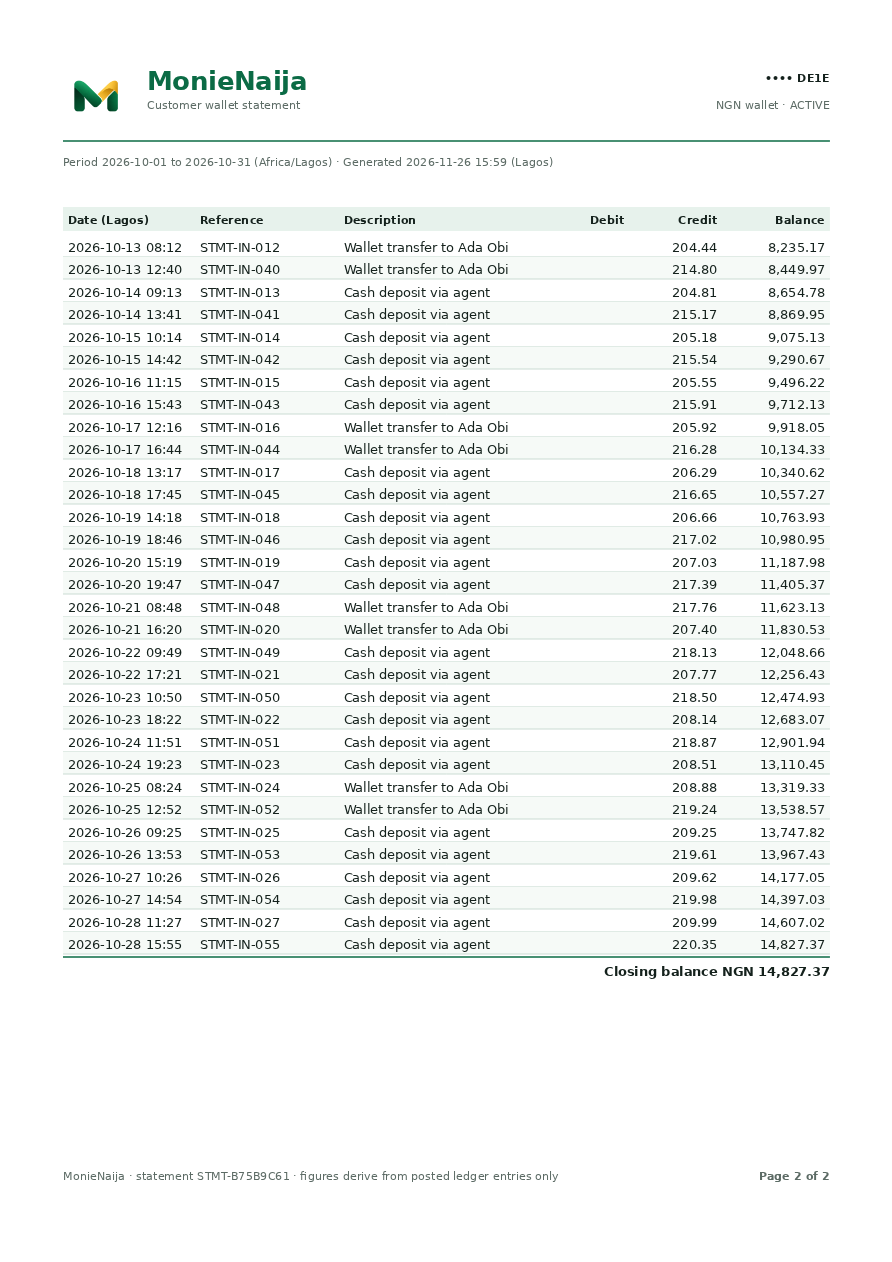 MonieNaija
Customer wallet statement
•••• DE1E
NGN wallet · ACTIVE
Period 2026-10-01 to 2026-10-31 (Africa/Lagos) · Generated 2026-11-26 15:59 (Lagos)
Date (Lagos) Reference Description Debit Credit Balance
2026-10-13 08:12 STMT-IN-012 Wallet transfer to Ada Obi 204.44 8,235.17
2026-10-13 12:40 STMT-IN-040 Wallet transfer to Ada Obi 214.80 8,449.97
2026-10-14 09:13 STMT-IN-013 Cash deposit via agent 204.81 8,654.78
2026-10-14 13:41 STMT-IN-041 Cash deposit via agent 215.17 8,869.95
2026-10-15 10:14 STMT-IN-014 Cash deposit via agent 205.18 9,075.13
2026-10-15 14:42 STMT-IN-042 Cash deposit via agent 215.54 9,290.67
2026-10-16 11:15 STMT-IN-015 Cash deposit via agent 205.55 9,496.22
2026-10-16 15:43 STMT-IN-043 Cash deposit via agent 215.91 9,712.13
2026-10-17 12:16 STMT-IN-016 Wallet transfer to Ada Obi 205.92 9,918.05
2026-10-17 16:44 STMT-IN-044 Wallet transfer to Ada Obi 216.28 10,134.33
2026-10-18 13:17 STMT-IN-017 Cash deposit via agent 206.29 10,340.62
2026-10-18 17:45 STMT-IN-045 Cash deposit via agent 216.65 10,557.27
2026-10-19 14:18 STMT-IN-018 Cash deposit via agent 206.66 10,763.93
2026-10-19 18:46 STMT-IN-046 Cash deposit via agent 217.02 10,980.95
2026-10-20 15:19 STMT-IN-019 Cash deposit via agent 207.03 11,187.98
2026-10-20 19:47 STMT-IN-047 Cash deposit via agent 217.39 11,405.37
2026-10-21 08:48 STMT-IN-048 Wallet transfer to Ada Obi 217.76 11,623.13
2026-10-21 16:20 STMT-IN-020 Wallet transfer to Ada Obi 207.40 11,830.53
2026-10-22 09:49 STMT-IN-049 Cash deposit via agent 218.13 12,048.66
2026-10-22 17:21 STMT-IN-021 Cash deposit via agent 207.77 12,256.43
2026-10-23 10:50 STMT-IN-050 Cash deposit via agent 218.50 12,474.93
2026-10-23 18:22 STMT-IN-022 Cash deposit via agent 208.14 12,683.07
2026-10-24 11:51 STMT-IN-051 Cash deposit via agent 218.87 12,901.94
2026-10-24 19:23 STMT-IN-023 Cash deposit via agent 208.51 13,110.45
2026-10-25 08:24 STMT-IN-024 Wallet transfer to Ada Obi 208.88 13,319.33
2026-10-25 12:52 STMT-IN-052 Wallet transfer to Ada Obi 219.24 13,538.57
2026-10-26 09:25 STMT-IN-025 Cash deposit via agent 209.25 13,747.82
2026-10-26 13:53 STMT-IN-053 Cash deposit via agent 219.61 13,967.43
2026-10-27 10:26 STMT-IN-026 Cash deposit via agent 209.62 14,177.05
2026-10-27 14:54 STMT-IN-054 Cash deposit via agent 219.98 14,397.03
2026-10-28 11:27 STMT-IN-027 Cash deposit via agent 209.99 14,607.02
2026-10-28 15:55 STMT-IN-055 Cash deposit via agent 220.35 14,827.37
Closing balance NGN 14,827.37
MonieNaija · statement STMT-B75B9C61 · figures derive from posted ledger entries only
Page 2 of 2